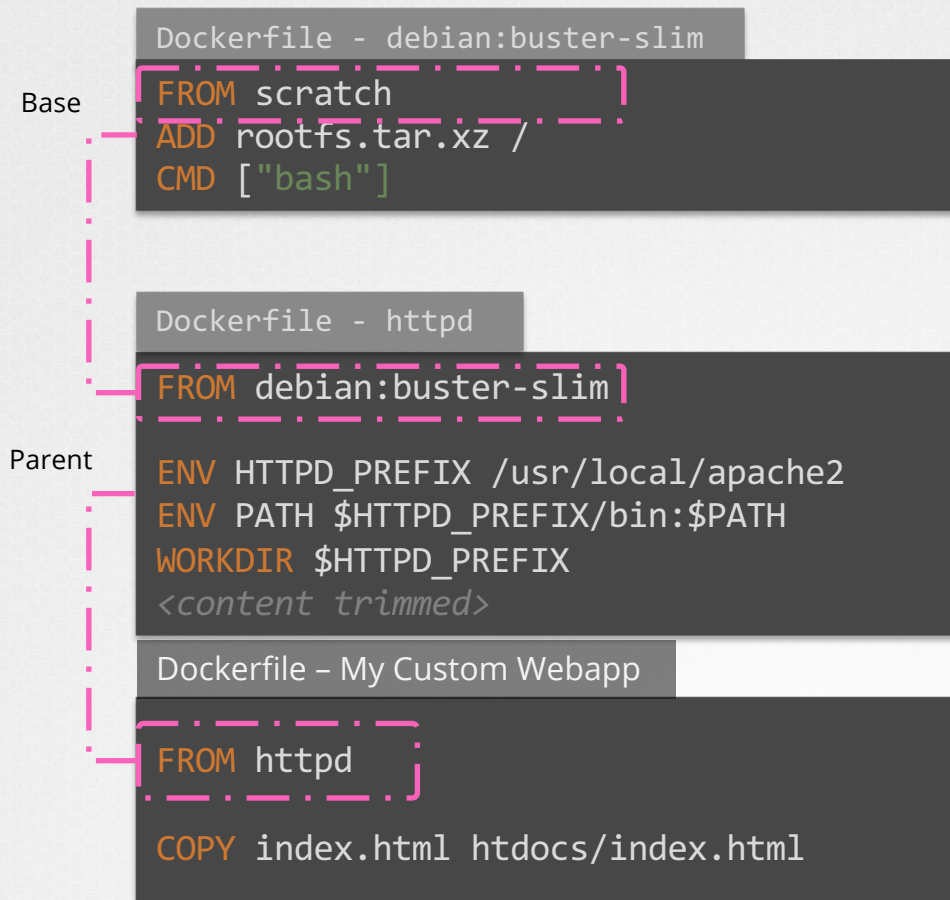 Dockerfile - debian:buster-slim
Base
FROM scratch
ADD rootfs.tar.xz /
CMD ["bash"]
Dockerfile - httpd
FROM debian:buster-slim
Parent
ENV HTTPD_PREFIX /usr/local/apache2
ENV PATH $HTTPD_PREFIX/bin:$PATH
WORKDIR $HTTPD_PREFIX
<content trimmed>
Dockerfile – My Custom Webapp
FROM httpd
COPY index.html htdocs/index.html